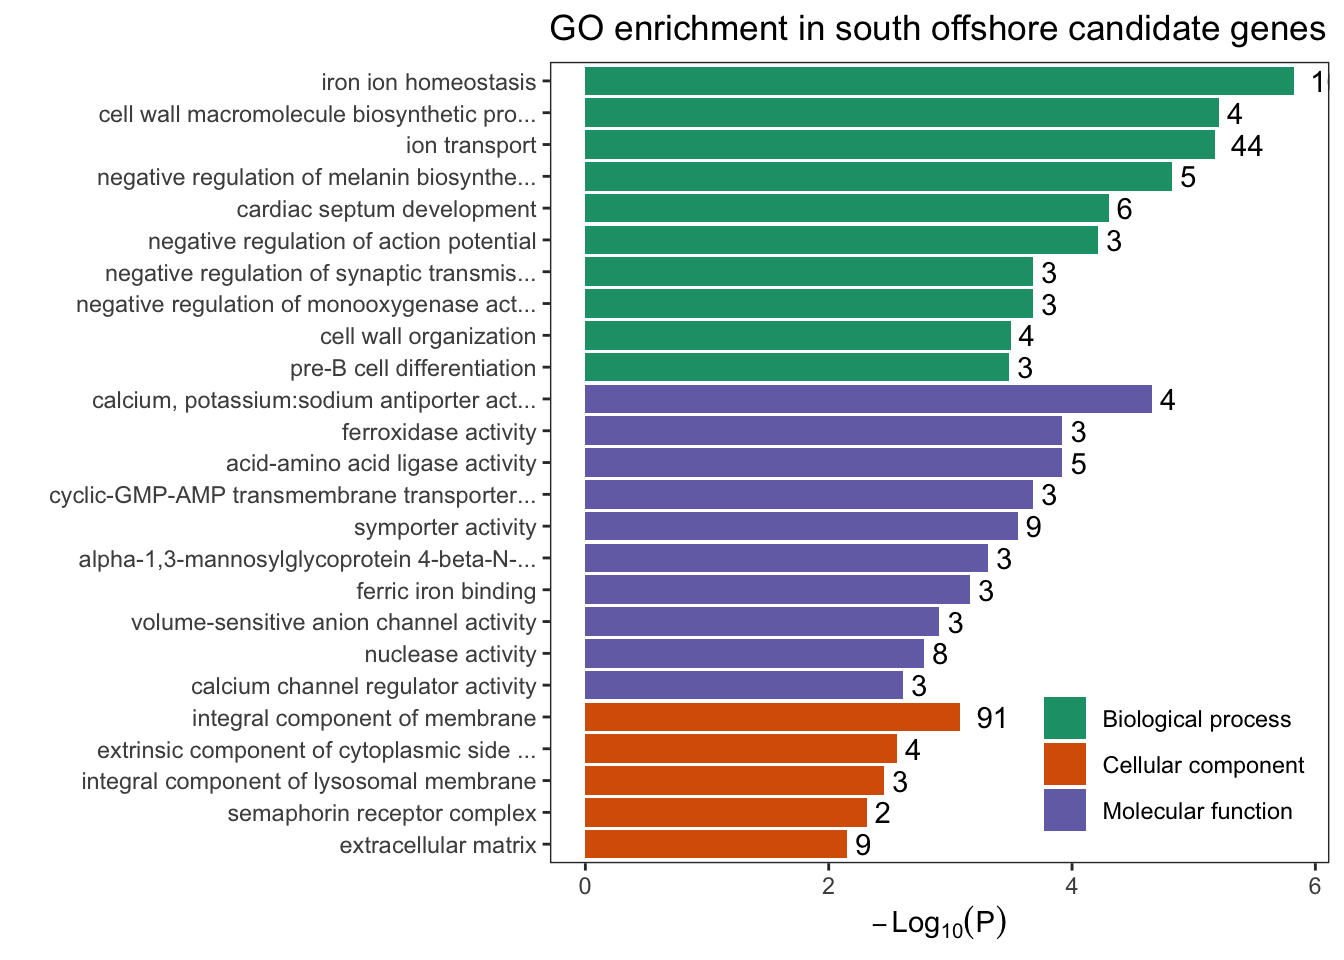 GO enrichment in south offshore candidate genes
iron ion homeostasis
cell wall macromolecule biosynthetic pro... 4
ion transport 44
negative regulation of melanin biosynthe... 5
cardiac septum development 6
negative regulation of action potential 3
negative regulation of synaptic transmis... 3
negative regulation of monooxygenase act... 3
cell wall organization 4
pre-B cell differentiation 3
calcium, potassium:sodium antiporter act... 4
ferroxidase activity 3
acid-amino acid ligase activity 5
cyclic-GMP-AMP transmembrane transporter... 3
symporter activity 9
alpha-1,3-mannosylglycoprotein 4-beta-N-... 3
ferric iron binding 3
volume-sensitive anion channel activity 3
nuclease activity 8
calcium channel regulator activity 3
integral component of membrane 91
extrinsic component of cytoplasmic side ... 4
integral component of lysosomal membrane 3
semaphorin receptor complex 2
extracellular matrix 9
Biological process
Cellular component
Molecular function
0 2 4 6
−Log10(P)